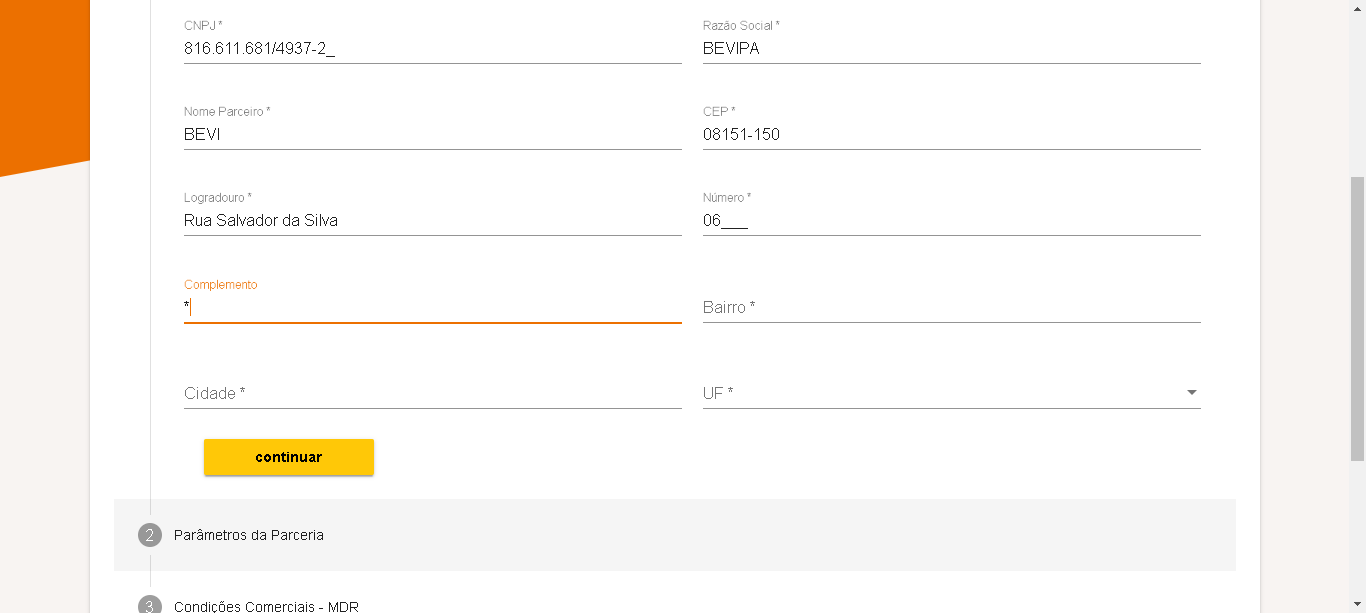 CNPJ *
Razão Social *
816.611.681/4937-2_
BEVIPA
Nome Parceiro *
CEP *
BEVI
08151-150
Logradouro *
Número *
Rua Salvador da Silva
06___
Complemento
*
Bairro *
Cidade *
UF *
continuar
2 Parâmetros da Parceria
3 Condições Comerciais - MDR